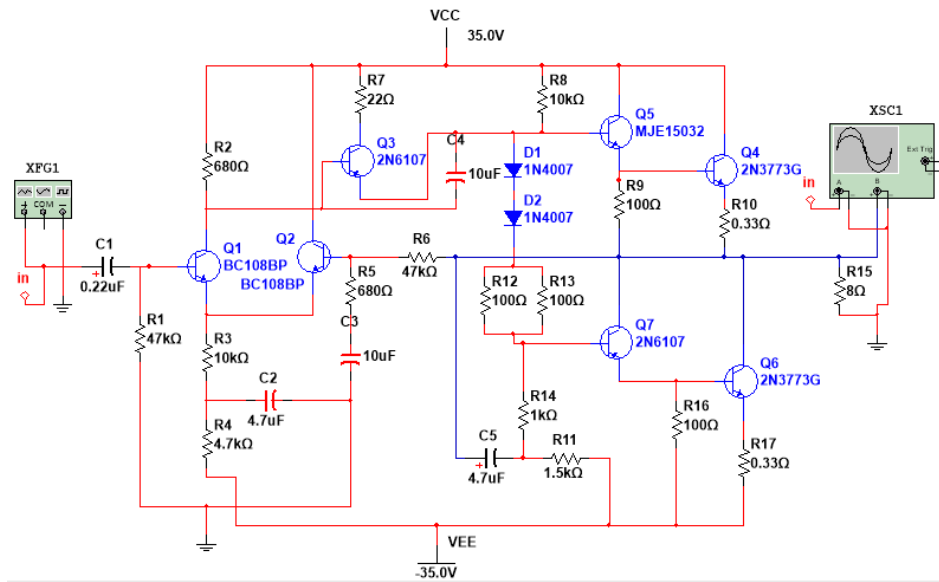 VCC
35.0V
XFG1
COM
in
C1
0.22uF
R1
47kΩ
R2
680Ω
Q1
BC108BP
Q2
BC108BP
R3
10kΩ
C2
4.7uF
R4
4.7kΩ
R7
22Ω
Q3
2N6107
C4
10uF
R6
47kΩ
R5
680Ω
C3
10uF
R8
10kΩ
D1
1N4007
D2
1N4007
Q5
MJE15032
R9
100Ω
Q4
2N3773G
R10
0.33Ω
R12
100Ω
R13
100Ω
Q7
2N6107
R14
1kΩ
C5
4.7uF
R11
1.5kΩ
R16
100Ω
Q6
2N3773G
R17
0.33Ω
XSC1
Ext Trig
A
B
in
R15
8Ω
VEE
-35.0V